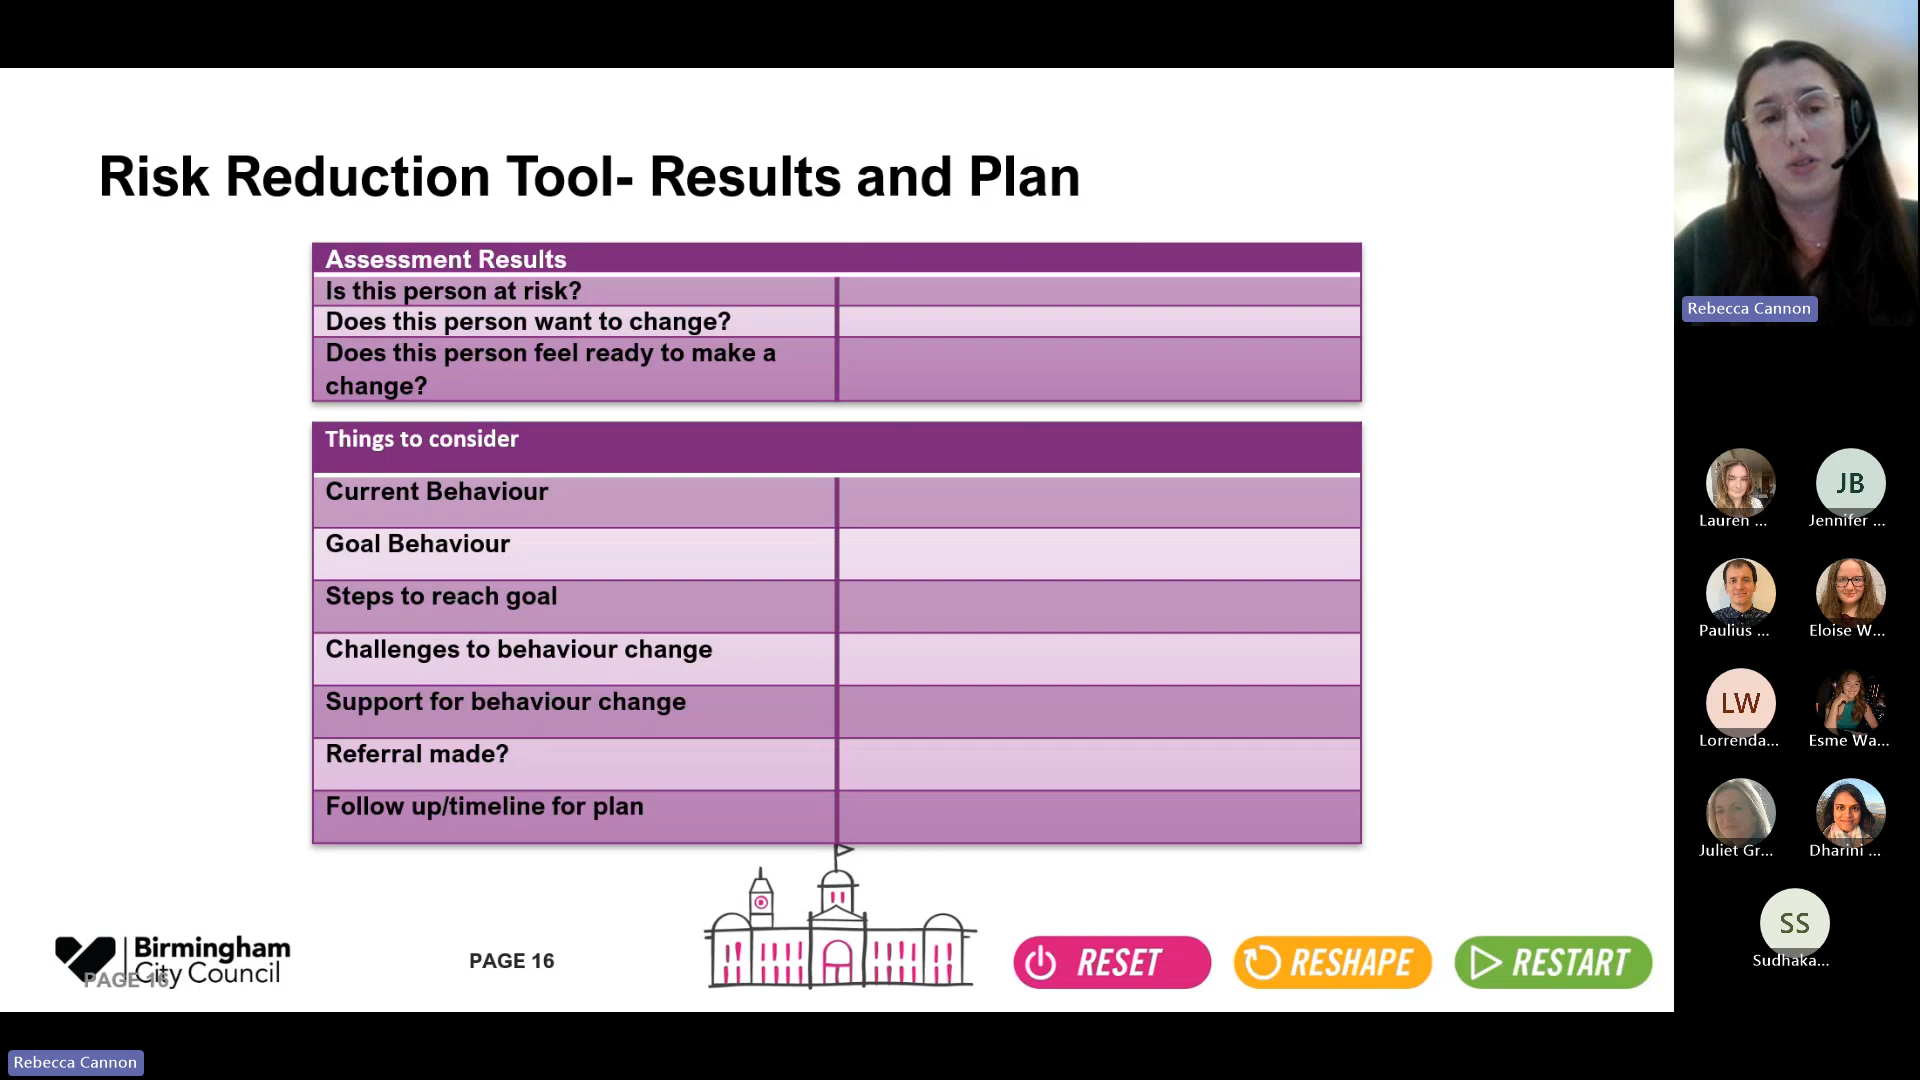 Risk Reduction Tool- Results and Plan
Assessment Results
Is this person at risk?
Does this person want to change?
Does this person feel ready to make a
change?
Things to consider
Current Behaviour
Goal Behaviour
Steps to reach goal
Challenges to behaviour change
Support for behaviour change
Referral made?
Follow up/timeline for plan
Birmingham
City Council
PAGE 16
PAGE 16
RESET
RESHAPE
RESTART
Rebecca Cannon
Lauren ...
JB
Jennifer ...
Paulius ...
Eloise W...
LW
Lorrenda...
Esme Wa...
Juliet Gr...
Dharini ...
SS
Sudhaka...
Rebecca Cannon